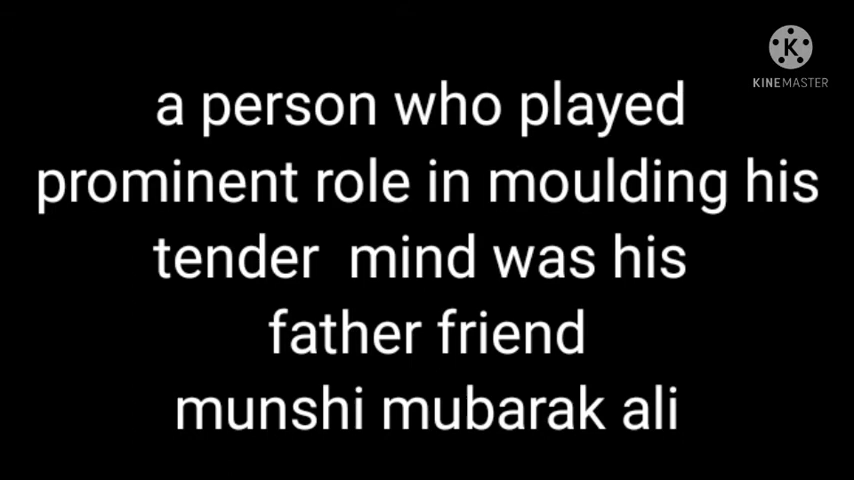 KINEMASTER
a person who played
prominent role in moulding his
tender mind was his
father friend
munshi mubarak ali